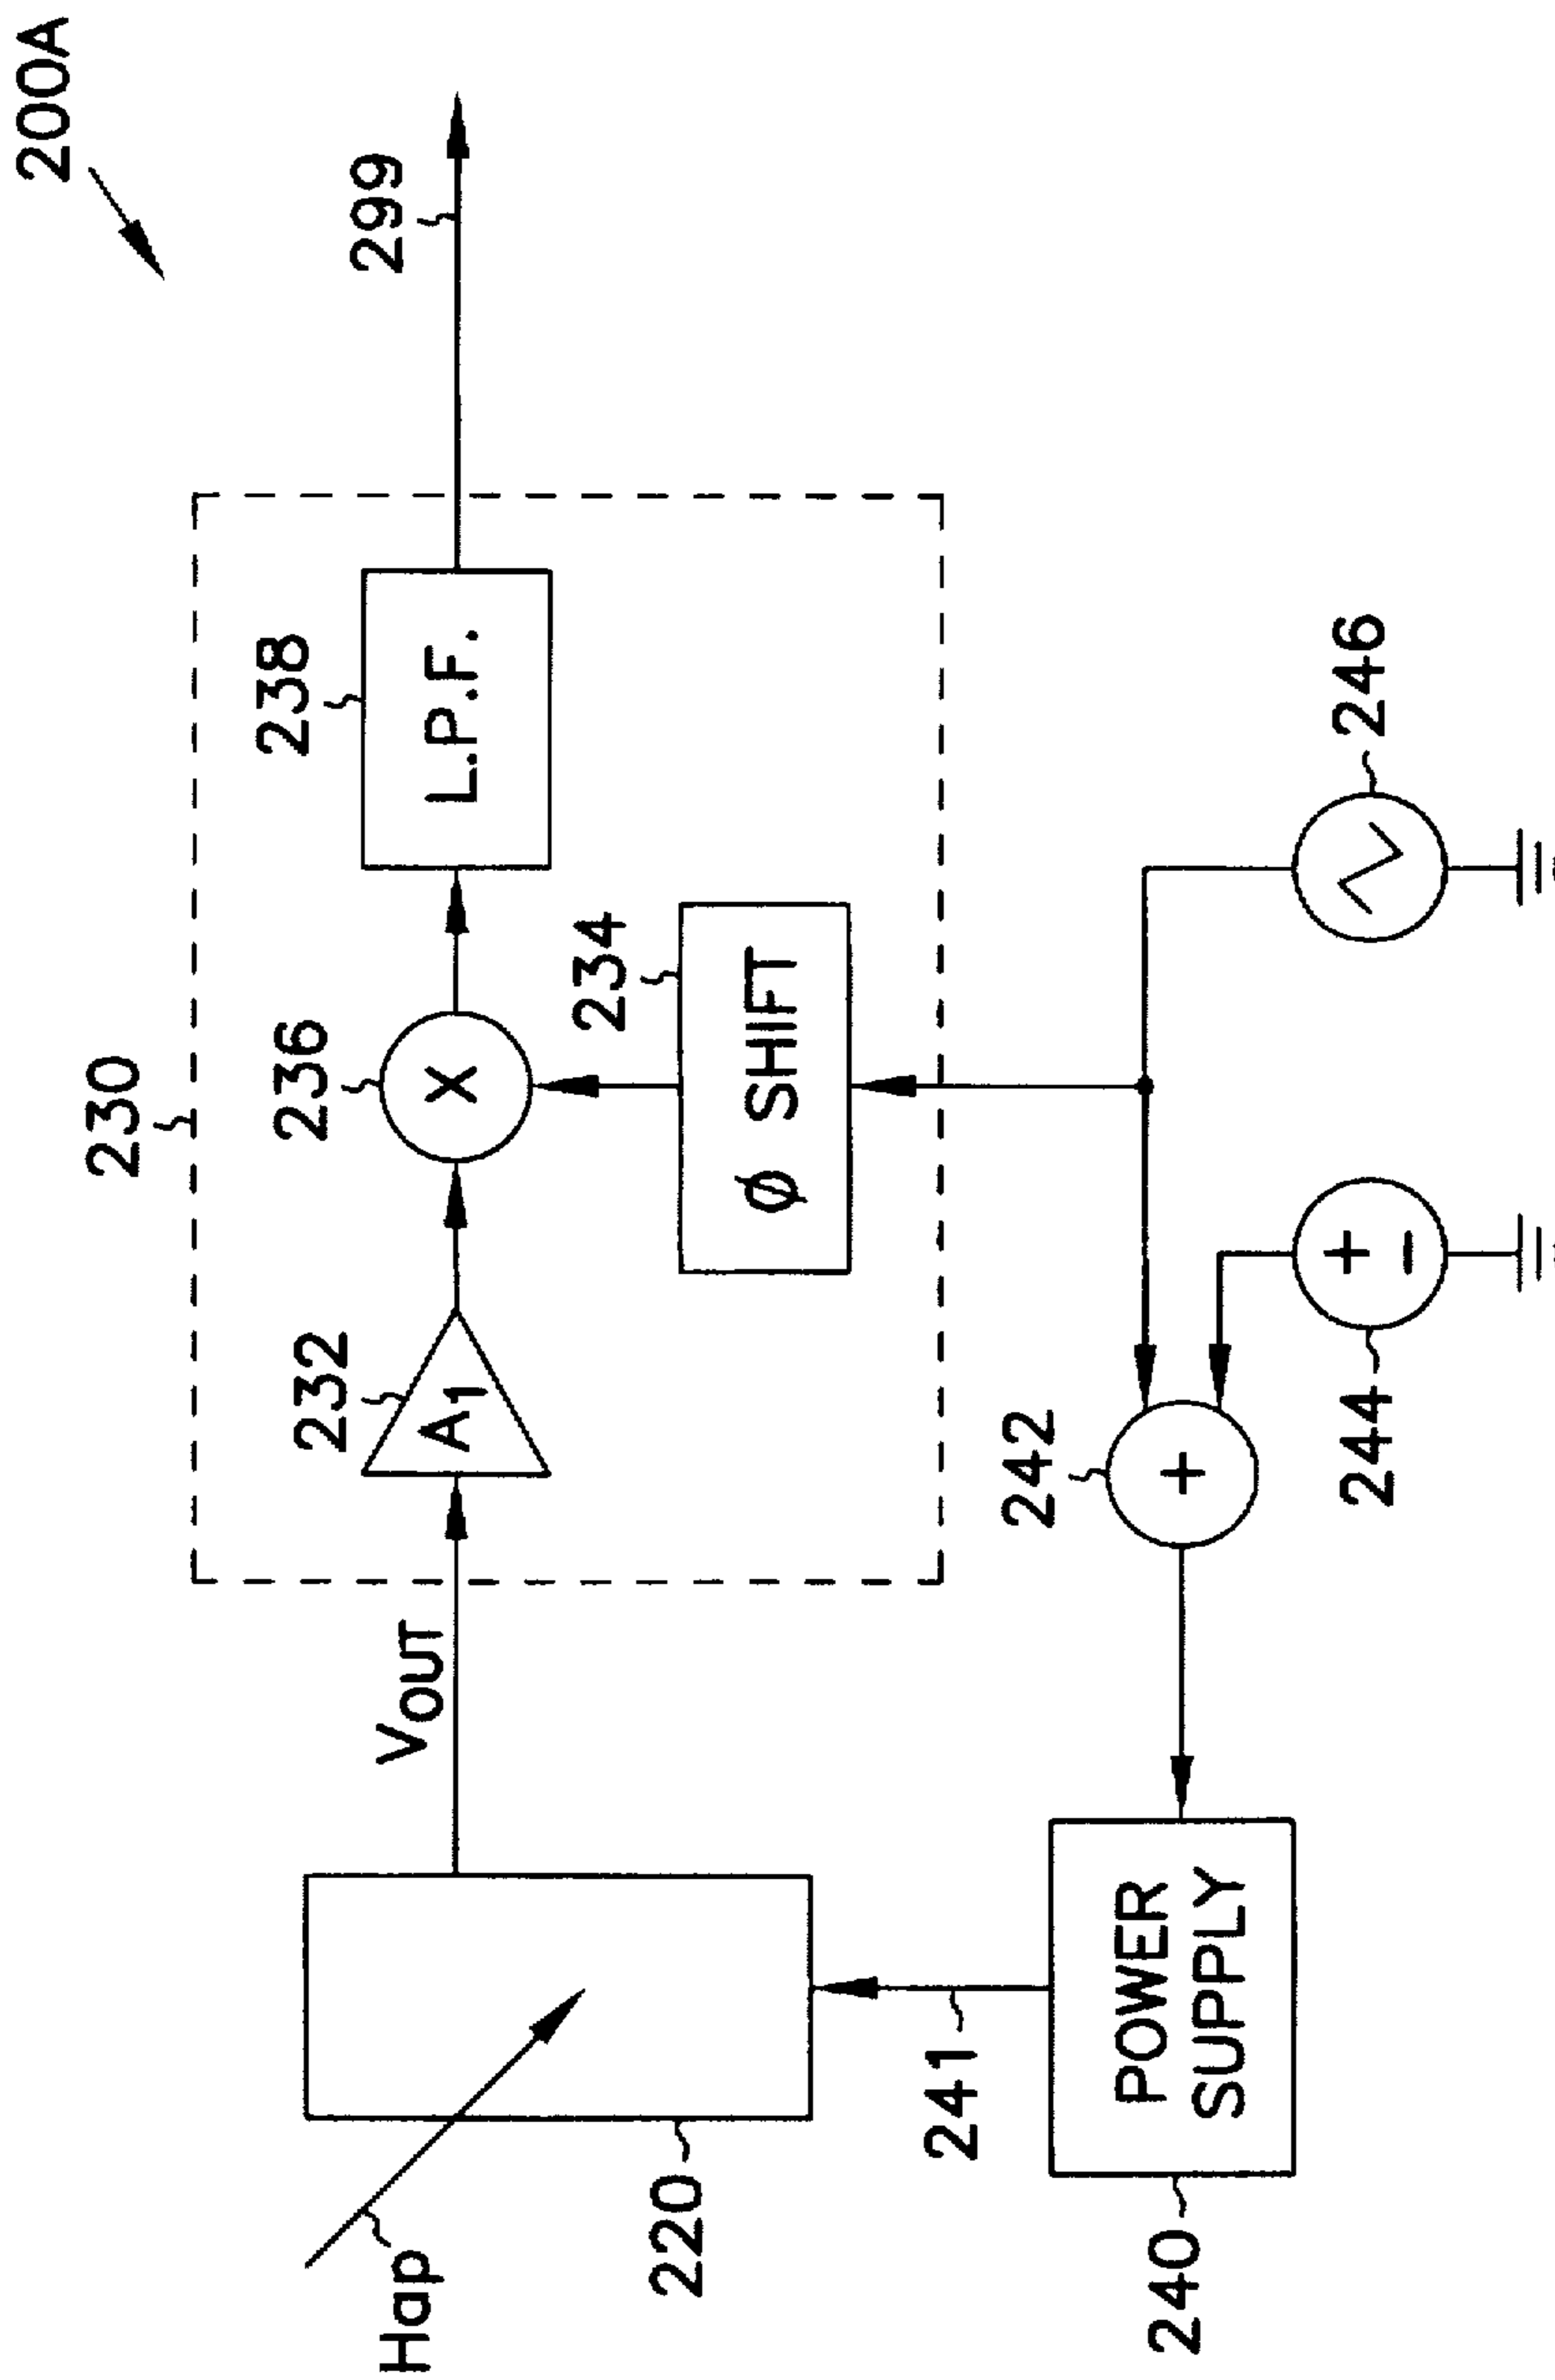 200A
230
299
236
238
232
A1
X
L.P.F.
234
VOUT
Hap
φ SHIFT
220
242
241
+
POWER
SUPPLY
240
+
−
244
246